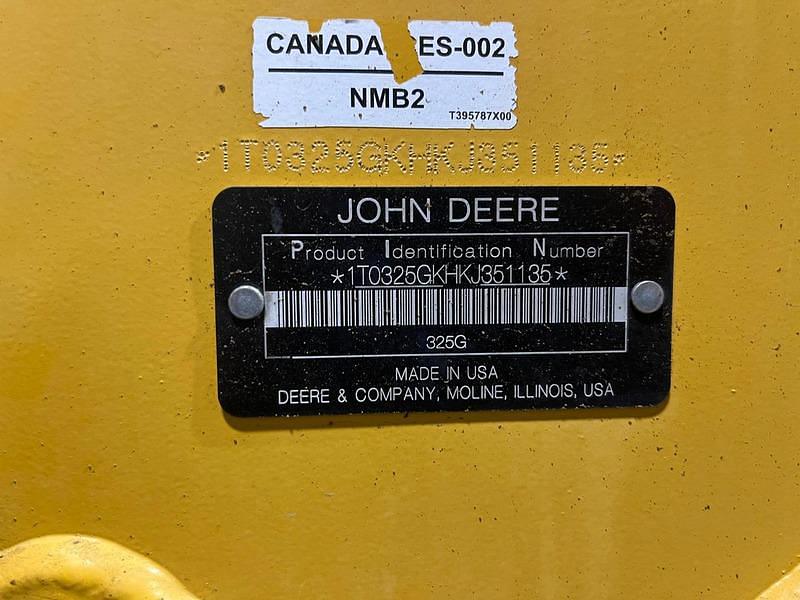 CANADA ES-002
NMB2
T395787X00
*1T0325GKHKJ351135*
JOHN DEERE
Product Identification Number
*1T0325GKHKJ351135*
325G
MADE IN USA
DEERE & COMPANY, MOLINE, ILLINOIS, USA